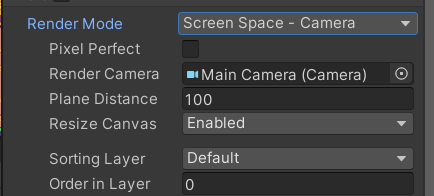 Render Mode Screen Space - Camera
Pixel Perfect
Render Camera Main Camera (Camera)
Plane Distance 100
Resize Canvas Enabled
Sorting Layer Default
Order in Layer 0